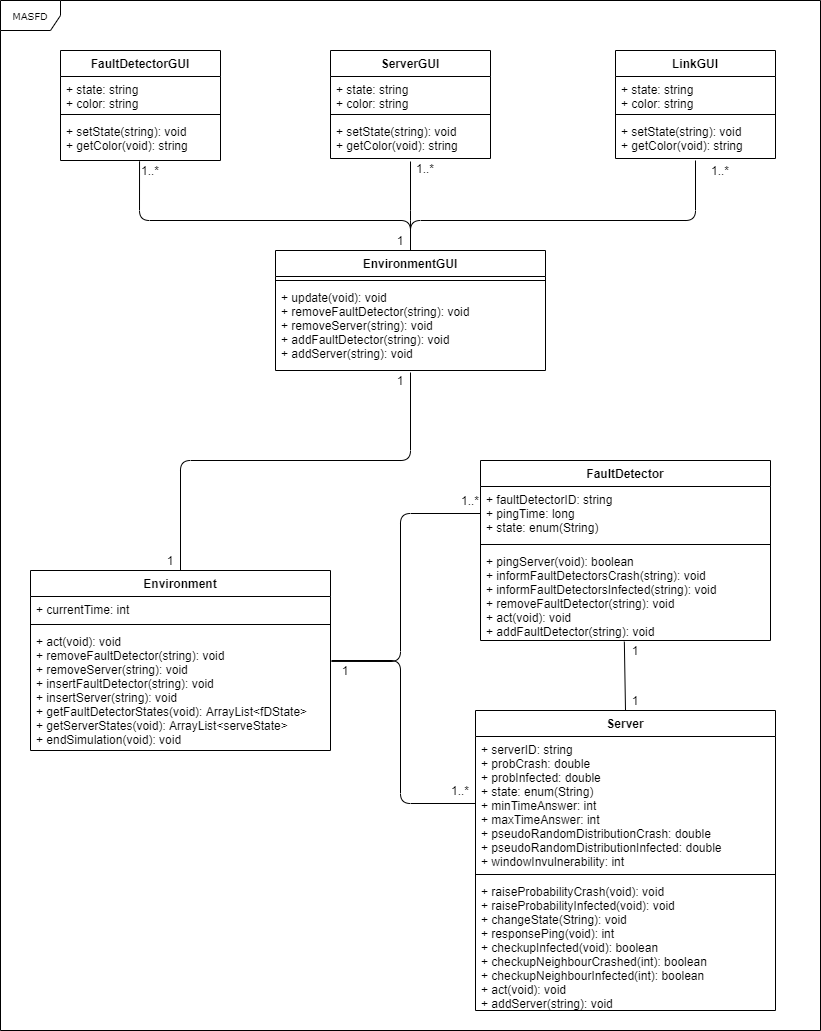 MASFD
FaultDetectorGUI
+ state: string
+ color: string
+ setState(string): void
+ getColor(void): string
1..*
ServerGUI
+ state: string
+ color: string
+ setState(string): void
+ getColor(void): string
1..*
LinkGUI
+ state: string
+ color: string
+ setState(string): void
+ getColor(void): string
1..*
1
EnvironmentGUI
+ update(void): void
+ removeFaultDetector(string): void
+ removeServer(string): void
+ addFaultDetector(string): void
+ addServer(string): void
1
1
Environment
+ currentTime: int
+ act(void): void
+ removeFaultDetector(string): void
+ removeServer(string): void
+ insertFaultDetector(string): void
+ insertServer(string): void
+ getFaultDetectorStates(void): ArrayList<fDState>
+ getServerStates(void): ArrayList<serveState>
+ endSimulation(void): void
1
1..*
FaultDetector
+ faultDetectorID: string
+ pingTime: long
+ state: enum(String)
+ pingServer(void): boolean
+ informFaultDetectorsCrash(string): void
+ informFaultDetectorsInfected(string): void
+ removeFaultDetector(string): void
+ act(void): void
+ addFaultDetector(string): void
1
1
1..*
Server
+ serverID: string
+ probCrash: double
+ probInfected: double
+ state: enum(String)
+ minTimeAnswer: int
+ maxTimeAnswer: int
+ pseudoRandomDistributionCrash: double
+ pseudoRandomDistributionInfected: double
+ windowInvulnerability: int
+ raiseProbabilityCrash(void): void
+ raiseProbabilityInfected(void): void
+ changeState(String): void
+ responsePing(void): int
+ checkupInfected(void): boolean
+ checkupNeighbourCrashed(int): boolean
+ checkupNeighbourInfected(int): boolean
+ act(void): void
+ addServer(string): void